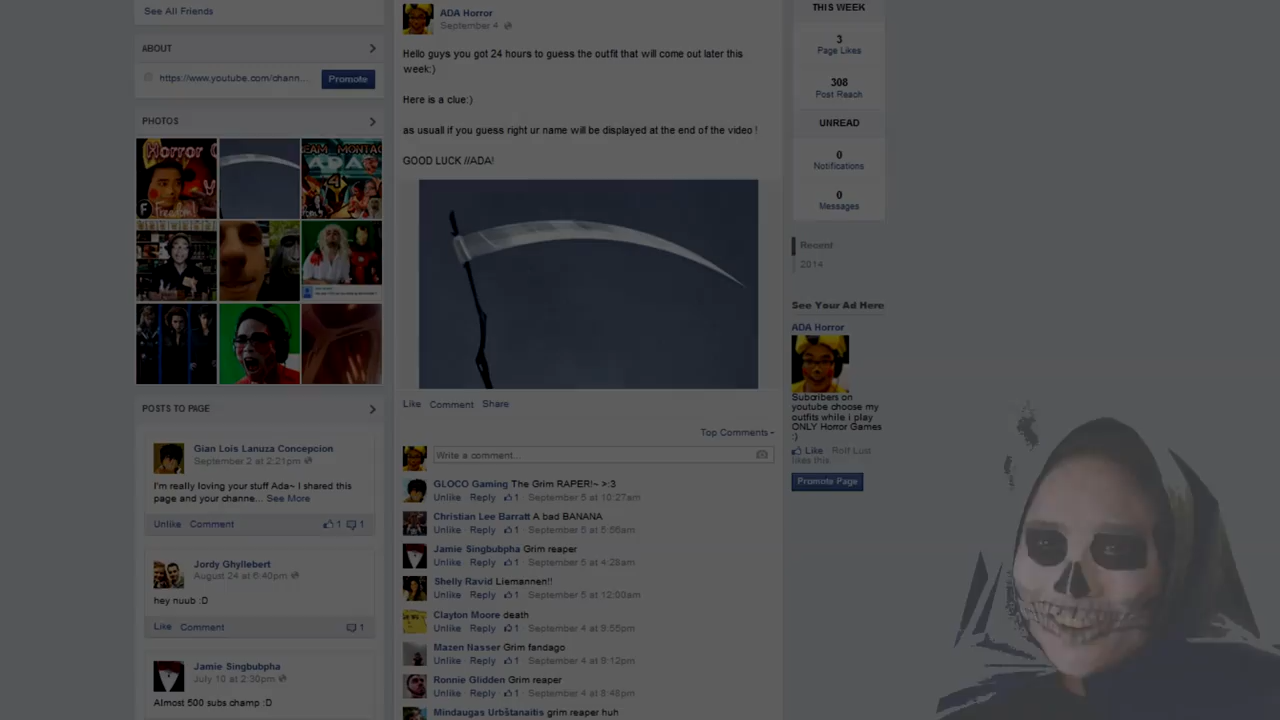 See All Friends
ABOUT
https://www.youtube.com/chann...
Promote
PHOTOS
Horror
POSTS TO PAGE
Gian Lois Lanuza Concepcion
September 2 at 2:21pm
I'm really loving your stuff Ada~ I shared this
page and your channe... See More
Unlike Comment 1 1
Jordy Ghyllebert
August 24 at 6:40pm
hey nuub :D
Like Comment 1
Jamie Singbubpha
July 10 at 2:30pm
Almost 500 subs champ :D
ADA Horror
September 4
Hello guys you got 24 hours to guess the outfit that will come out later this
week:)
Here is a clue:)
as usuall if you guess right ur name will be displayed at the end of the video !
GOOD LUCK //ADA!
Like Comment Share
Top Comments
Write a comment...
GLOCO Gaming The Grim RAPER!~ >:3
Unlike · Reply · 1 · September 5 at 10:27am
Christian Lee Barratt A bad BANANA
Unlike · Reply · 1 · September 5 at 5:56am
Jamie Singbubpha Grim reaper
Unlike · Reply · 1 · September 5 at 4:28am
Shelly Ravid Liemannen!!
Unlike · Reply · 1 · September 5 at 12:00am
Clayton Moore death
Unlike · Reply · 1 · September 4 at 9:55pm
Mazen Nasser Grim fandago
Unlike · Reply · 1 · September 4 at 9:12pm
Ronnie Glidden Grim reaper
Unlike · Reply · 1 · September 4 at 8:48pm
Mindaugas Urbštanaitis grim reaper huh
THIS WEEK
3
Page Likes
308
Post Reach
UNREAD
0
Notifications
0
Messages
Recent
2014
See Your Ad Here
ADA Horror
Subcribers on
youtube choose my
outfits while i play
ONLY Horror Games
:)
Like · Rolf Lust
likes this.
Promote Page